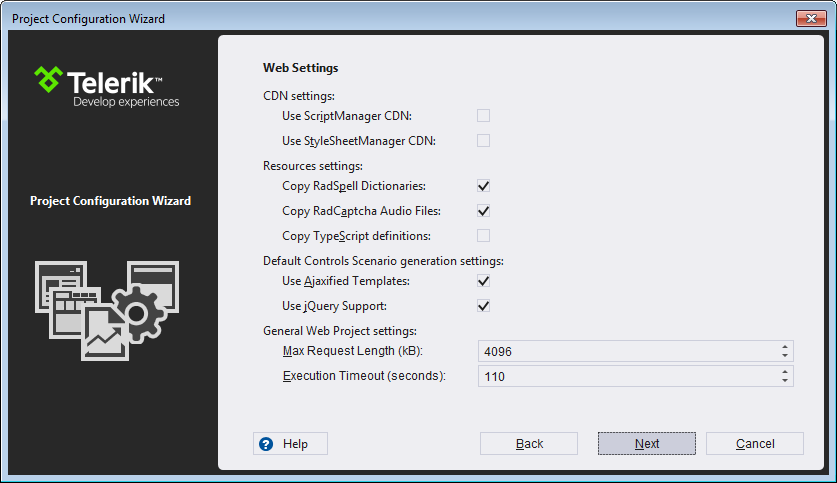 Project Configuration Wizard
Telerik™
Develop experiences
Project Configuration Wizard
Web Settings
CDN settings:
Use ScriptManager CDN:
Use StyleSheetManager CDN:
Resources settings:
Copy RadSpell Dictionaries:
Copy RadCaptcha Audio Files:
Copy TypeScript definitions:
Default Controls Scenario generation settings:
Use Ajaxified Templates:
Use jQuery Support:
General Web Project settings:
Max Request Length (kB): 4096
Execution Timeout (seconds): 110
? Help Back Next Cancel